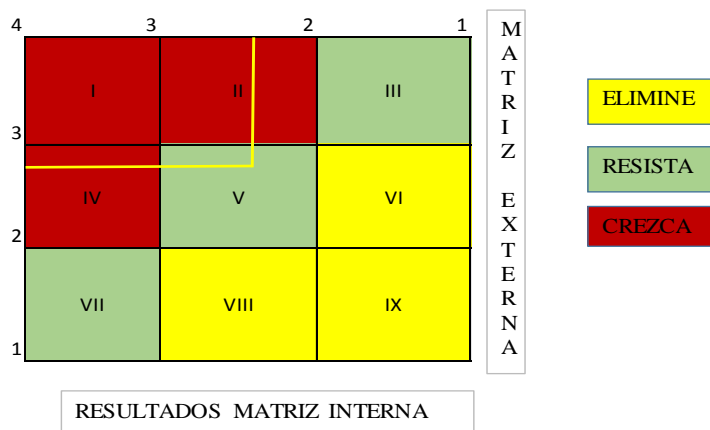 4 3 2 1
I II III
3
IV V VI
2
VII VIII IX
1
RESULTADOS MATRIZ INTERNA
M
A
T
R
I
Z
E
X
T
E
R
N
A
ELIMINE
RESISTA
CREZCA